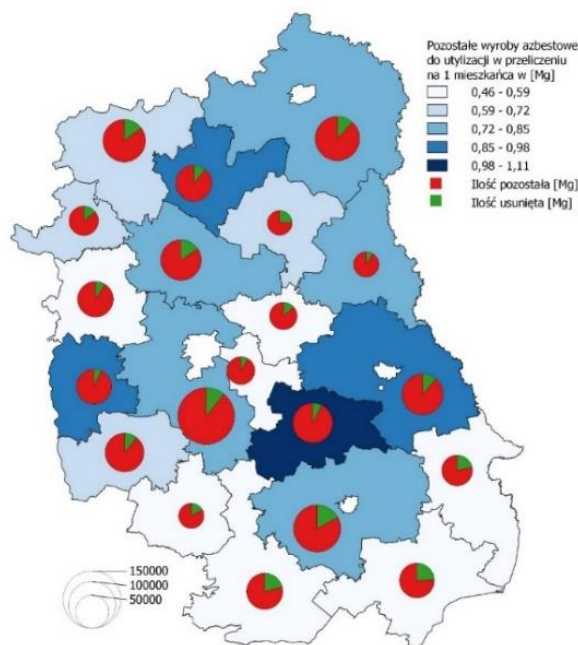 Pozostałe wyroby azbestowe
do utylizacji w przeliczeniu
na 1 mieszkańca w [Mg]
0,46 - 0,59
0,59 - 0,72
0,72 - 0,85
0,85 - 0,98
0,98 - 1,11
Ilość pozostała [Mg]
Ilość usunięta [Mg]
150000
100000
50000